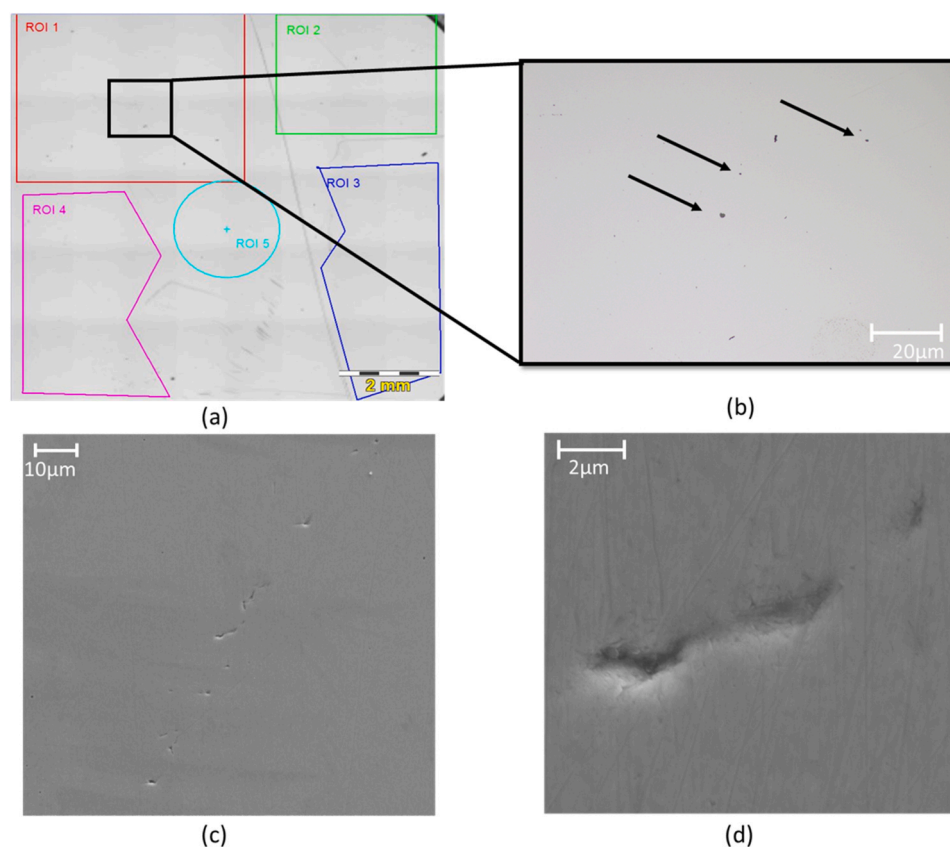 ROI 1
ROI 2
ROI 3
ROI 4
ROI 5
2 mm
20µm
(a)
(b)
10µm
2µm
(c)
(d)